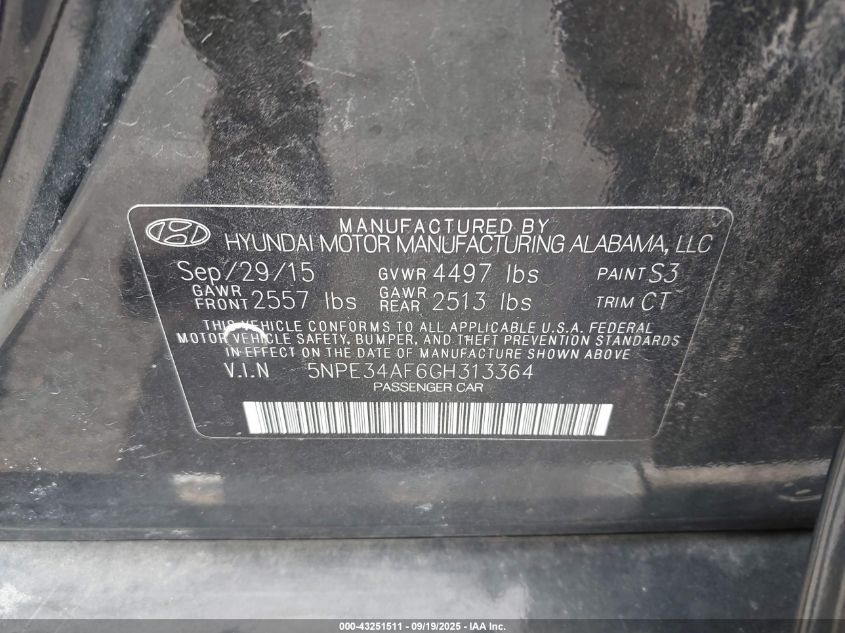 MANUFACTURED BY
HYUNDAI MOTOR MANUFACTURING ALABAMA, LLC
Sep/29/15 GVWR 4497 lbs PAINT S3
GAWR FRONT 2557 lbs GAWR REAR 2513 lbs TRIM CT
THIS VEHICLE CONFORMS TO ALL APPLICABLE U.S.A. FEDERAL
MOTOR VEHICLE SAFETY, BUMPER, AND THEFT PREVENTION STANDARDS
IN EFFECT ON THE DATE OF MANUFACTURE SHOWN ABOVE
V.I.N 5NPE34AF6GH313364
PASSENGER CAR
000-43251511 - 09/19/2025 - IAA Inc.